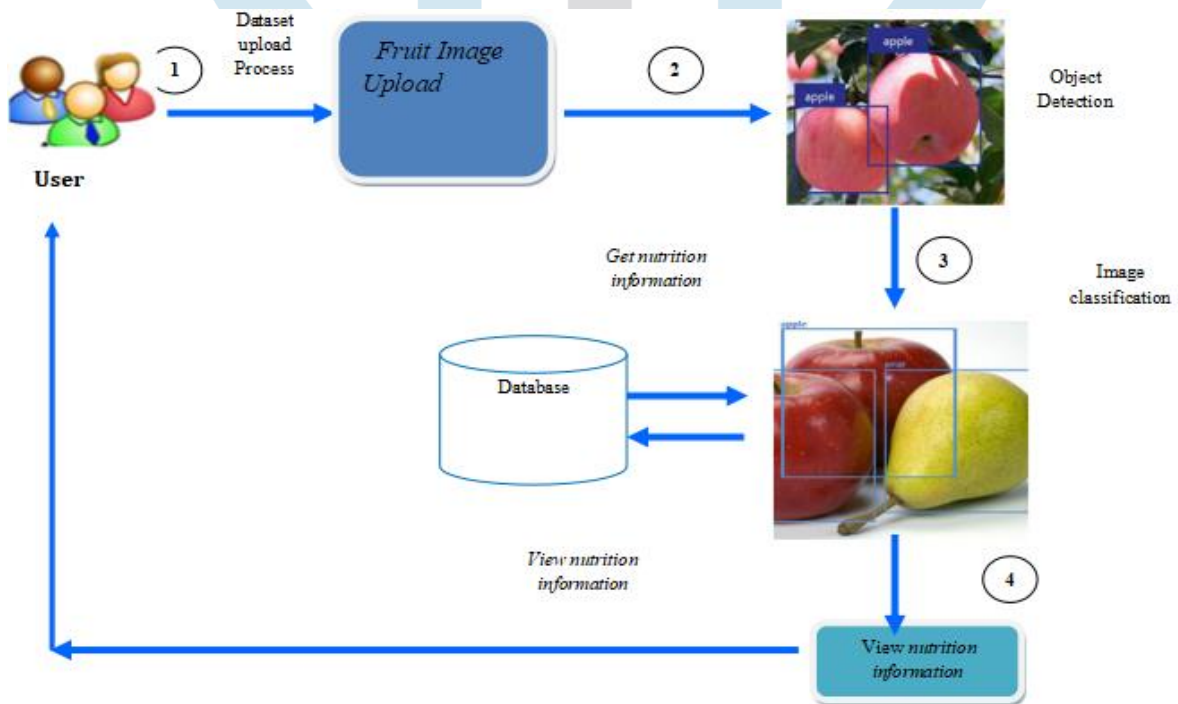 Dataset
upload
Process
1
Fruit Image
Upload
2
apple
apple
Object
Detection
User
3
Get nutrition
information
Image
classification
apple
Database
View nutrition
information
4
View nutrition
information